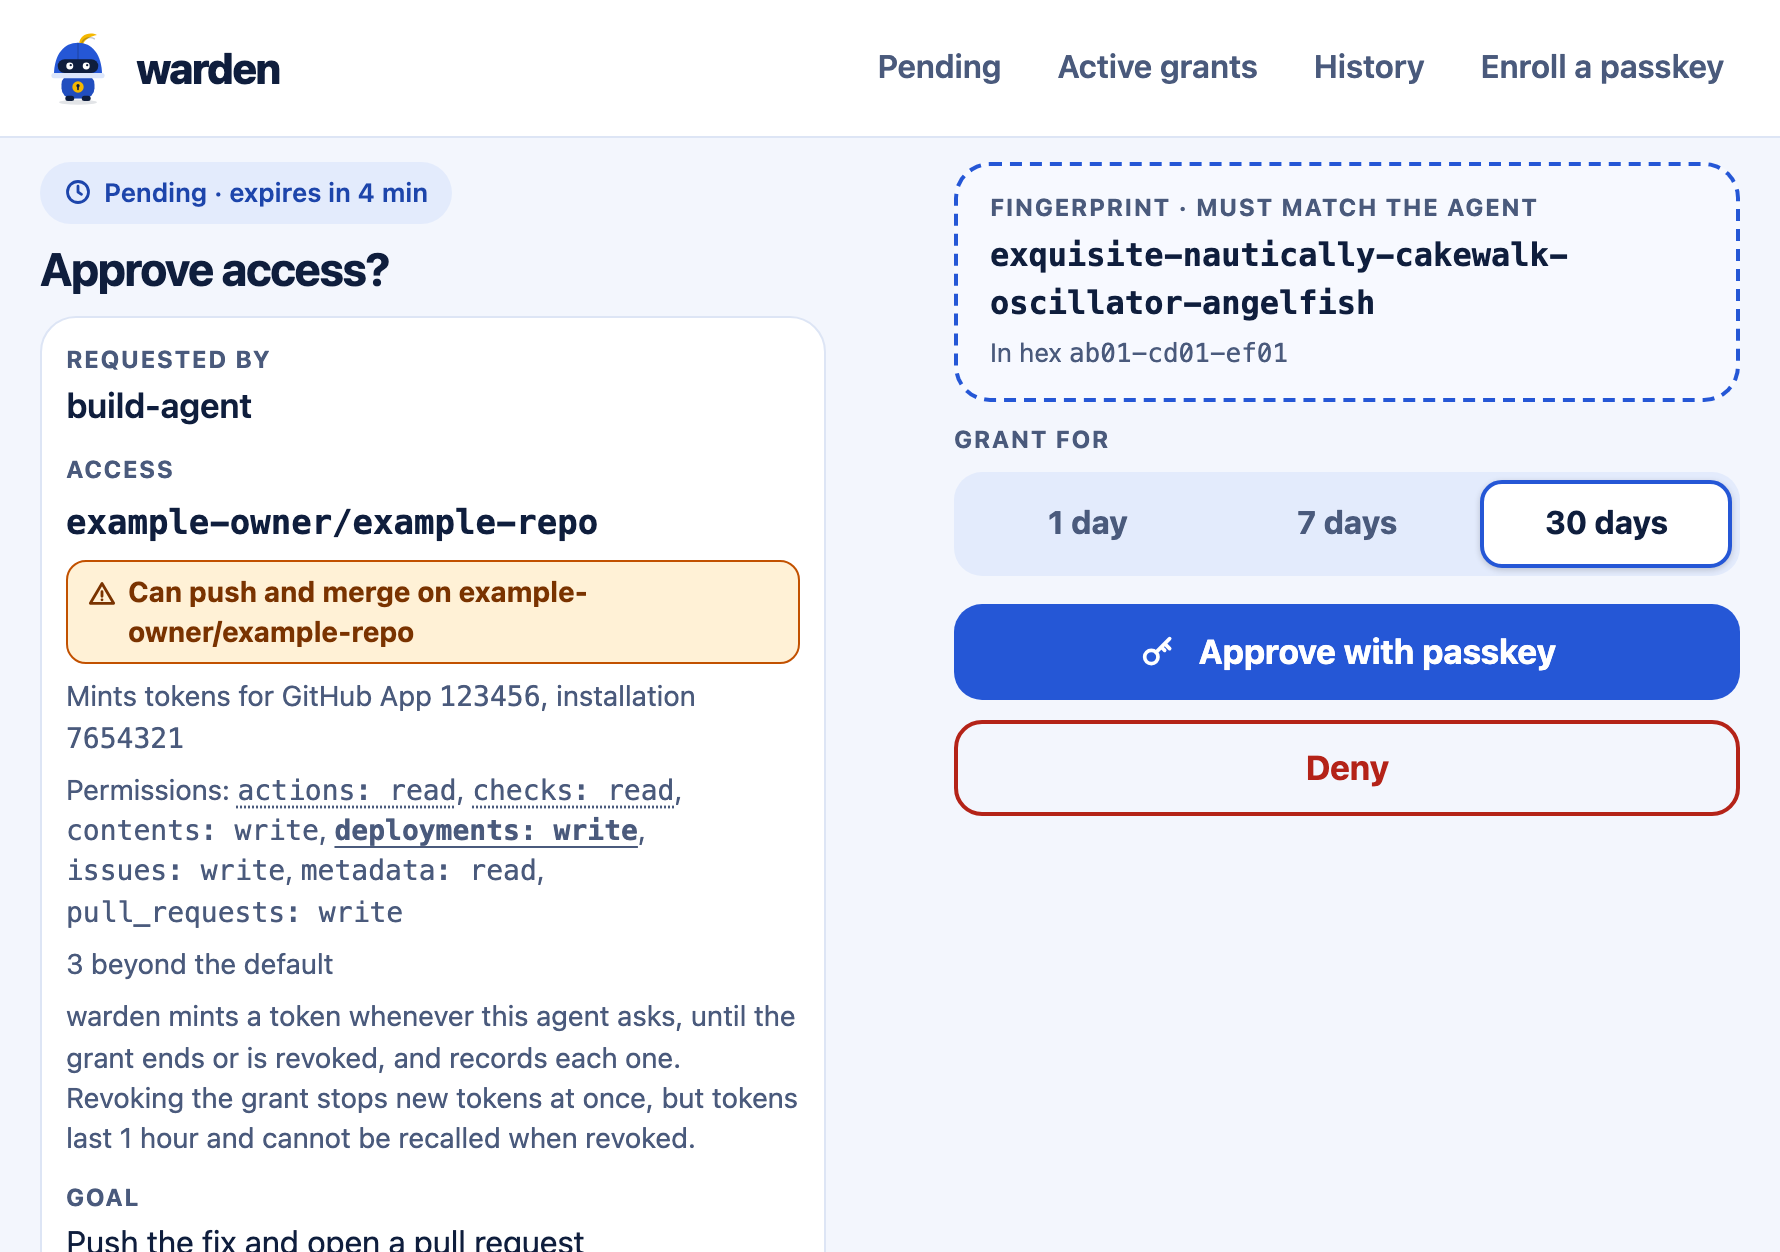 warden
Pending
Active grants
History
Enroll a passkey
Pending · expires in 4 min
Approve access?
REQUESTED BY
build-agent
ACCESS
example-owner/example-repo
Can push and merge on example-
owner/example-repo
Mints tokens for GitHub App 123456, installation
7654321
Permissions: actions: read, checks: read,
contents: write, deployments: write,
issues: write, metadata: read,
pull_requests: write
3 beyond the default
warden mints a token whenever this agent asks, until the
grant ends or is revoked, and records each one.
Revoking the grant stops new tokens at once, but tokens
last 1 hour and cannot be recalled when revoked.
GOAL
Push the fix and open a pull request
FINGERPRINT · MUST MATCH THE AGENT
exquisite-nautically-cakewalk-
oscillator-angelfish
In hex ab01-cd01-ef01
GRANT FOR
1 day
7 days
30 days
Approve with passkey
Deny